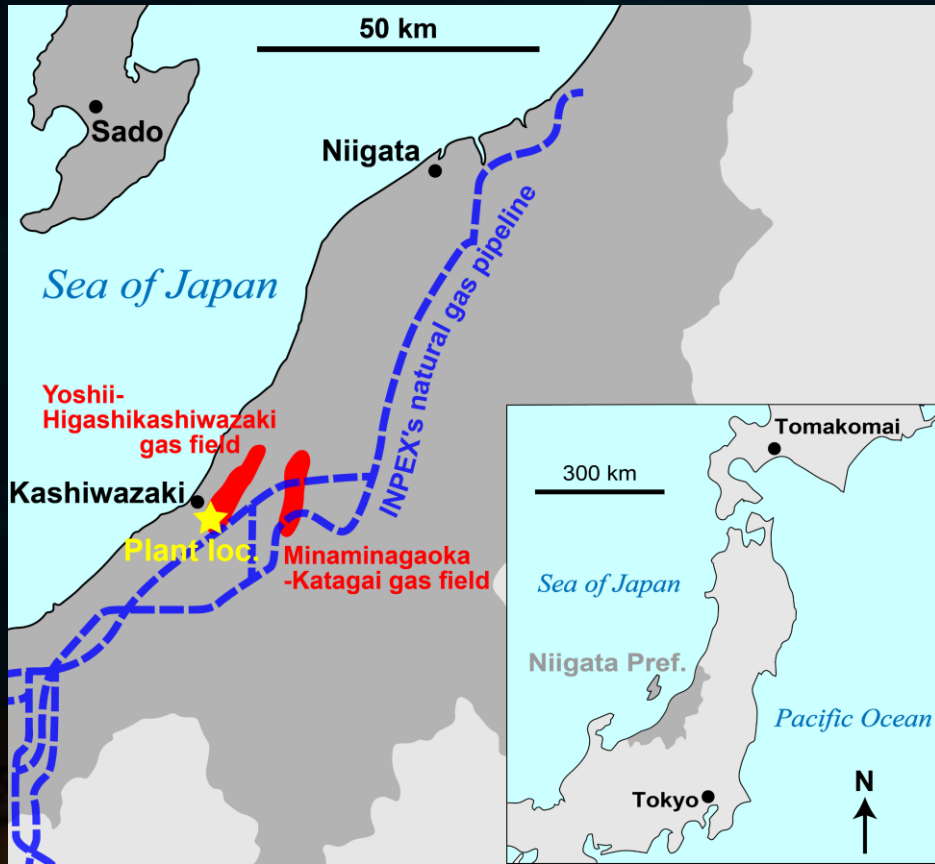 50 km
Sado
Niigata
Sea of Japan
INPEX's natural gas pipeline
Yoshii-
Higashikashiwazaki
gas field
Kashiwazaki
Plant loc.
Minaminagaoka
-Katagai gas field
Tomakomai
300 km
Sea of Japan
Niigata Pref.
Pacific Ocean
N
Tokyo